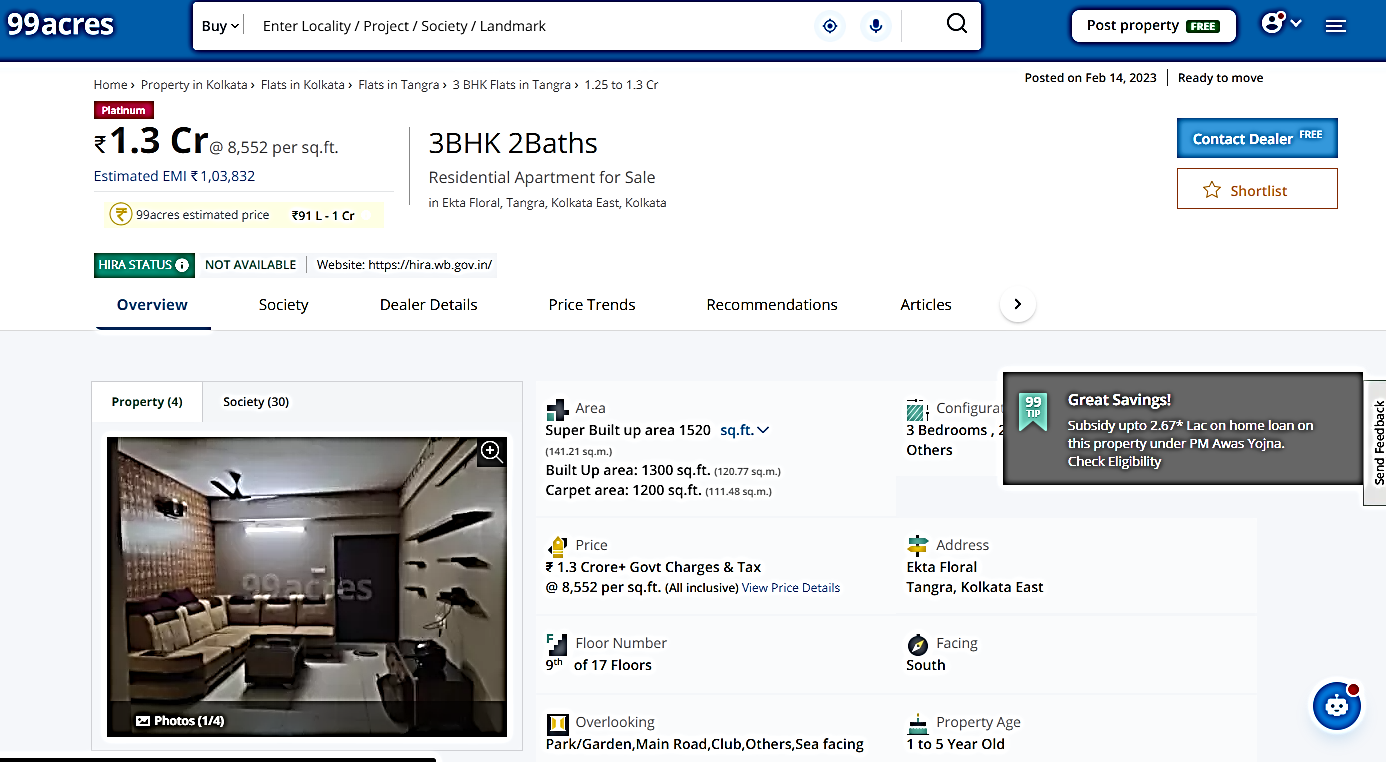 99acres
Buy Enter Locality / Project / Society / Landmark
Post property FREE
Home › Property in Kolkata › Flats in Kolkata › Flats in Tangra › 3 BHK Flats in Tangra › 1.25 to 1.3 Cr
Posted on Feb 14, 2023 Ready to move
Platinum
₹ 1.3 Cr @ 8,552 per sq.ft.
Estimated EMI ₹ 1,03,832
99acres estimated price ₹91 L - 1 Cr
3BHK 2Baths
Residential Apartment for Sale
in Ekta Floral, Tangra, Kolkata East, Kolkata
Contact Dealer FREE
Shortlist
HIRA STATUS i NOT AVAILABLE Website: https://hira.wb.gov.in/
Overview Society Dealer Details Price Trends Recommendations Articles
Property (4) Society (30)
99acres
Photos (1/4)
Area
Super Built up area 1520 sq.ft.
(141.21 sq.m.)
Built Up area: 1300 sq.ft. (120.77 sq.m.)
Carpet area: 1200 sq.ft. (111.48 sq.m.)
Configurat
3 Bedrooms , 2
Others
99 TIP
Great Savings!
Subsidy upto 2.67* Lac on home loan on
this property under PM Awas Yojna.
Check Eligibility
Send Feedback
Price
₹ 1.3 Crore+ Govt Charges & Tax
@ 8,552 per sq.ft. (All inclusive) View Price Details
Address
Ekta Floral
Tangra, Kolkata East
Floor Number
9th of 17 Floors
Facing
South
Overlooking
Park/Garden,Main Road,Club,Others,Sea facing
Property Age
1 to 5 Year Old